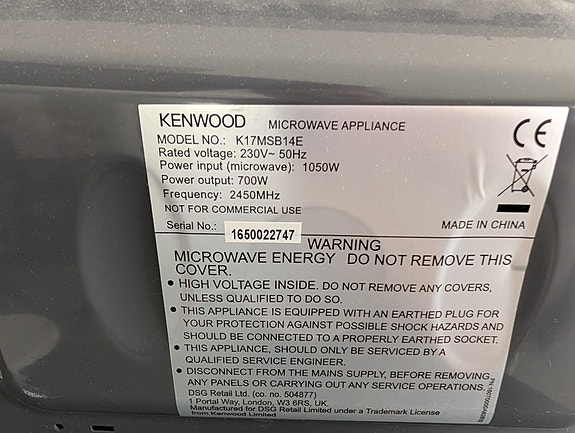 KENWOOD MICROWAVE APPLIANCE
MODEL NO.: K17MSB14E
Rated voltage: 230V~ 50Hz
Power input (microwave): 1050W
Power output: 700W
Frequency: 2450MHz
NOT FOR COMMERCIAL USE
CE
MADE IN CHINA
Serial No.: 1650022747
WARNING
MICROWAVE ENERGY DO NOT REMOVE THIS
COVER.
• HIGH VOLTAGE INSIDE. DO NOT REMOVE ANY COVERS,
UNLESS QUALIFIED TO DO SO.
• THIS APPLIANCE IS EQUIPPED WITH AN EARTHED PLUG FOR
YOUR PROTECTION AGAINST POSSIBLE SHOCK HAZARDS AND
SHOULD BE CONNECTED TO A PROPERLY EARTHED SOCKET.
• THIS APPLIANCE, SHOULD ONLY BE SERVICED BY A
QUALIFIED SERVICE ENGINEER.
• DISCONNECT FROM THE MAINS SUPPLY, BEFORE REMOVING
ANY PANELS OR CARRYING OUT ANY SERVICE OPERATIONS.
DSG Retail Ltd. (co. no. 504877)
1 Portal Way, London, W3 6RS, UK.
Manufactured for DSG Retail Limited under a Trademark License
from Kenwood Limited